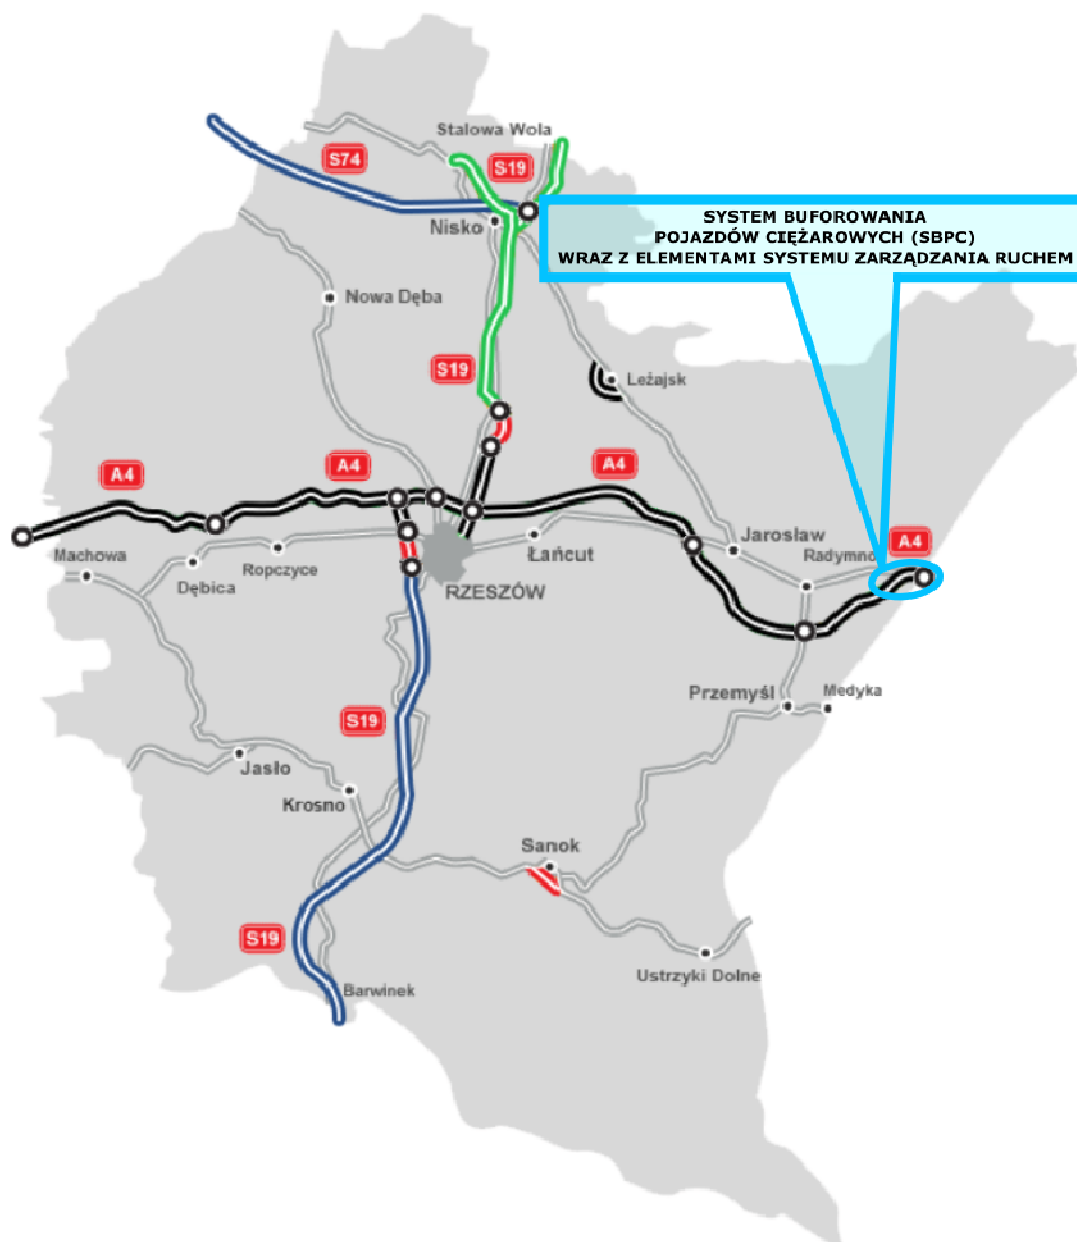 Stalowa Wola
S74
S19
SYSTEM BUFOROWANIA
POJAZDÓW CIĘŻAROWYCH (SBPC)
WRAZ Z ELEMENTAMI SYSTEMU ZARZĄDZANIA RUCHEM
Nisko
Nowa Dęba
S19
Leżajsk
A4
A4
A4
Jarosław
A4
Machowa
Dębica
Ropczyce
Łańcut
Radymno
RZESZÓW
Przemyśl
Medyka
S19
Jasło
Krosno
Sanok
S19
Ustrzyki Dolne
Barwinek